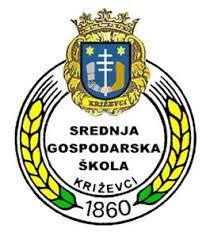 KRIŽEVCI
SREDNJA
GOSPODARSKA
ŠKOLA
KRIŽEVCI
1860